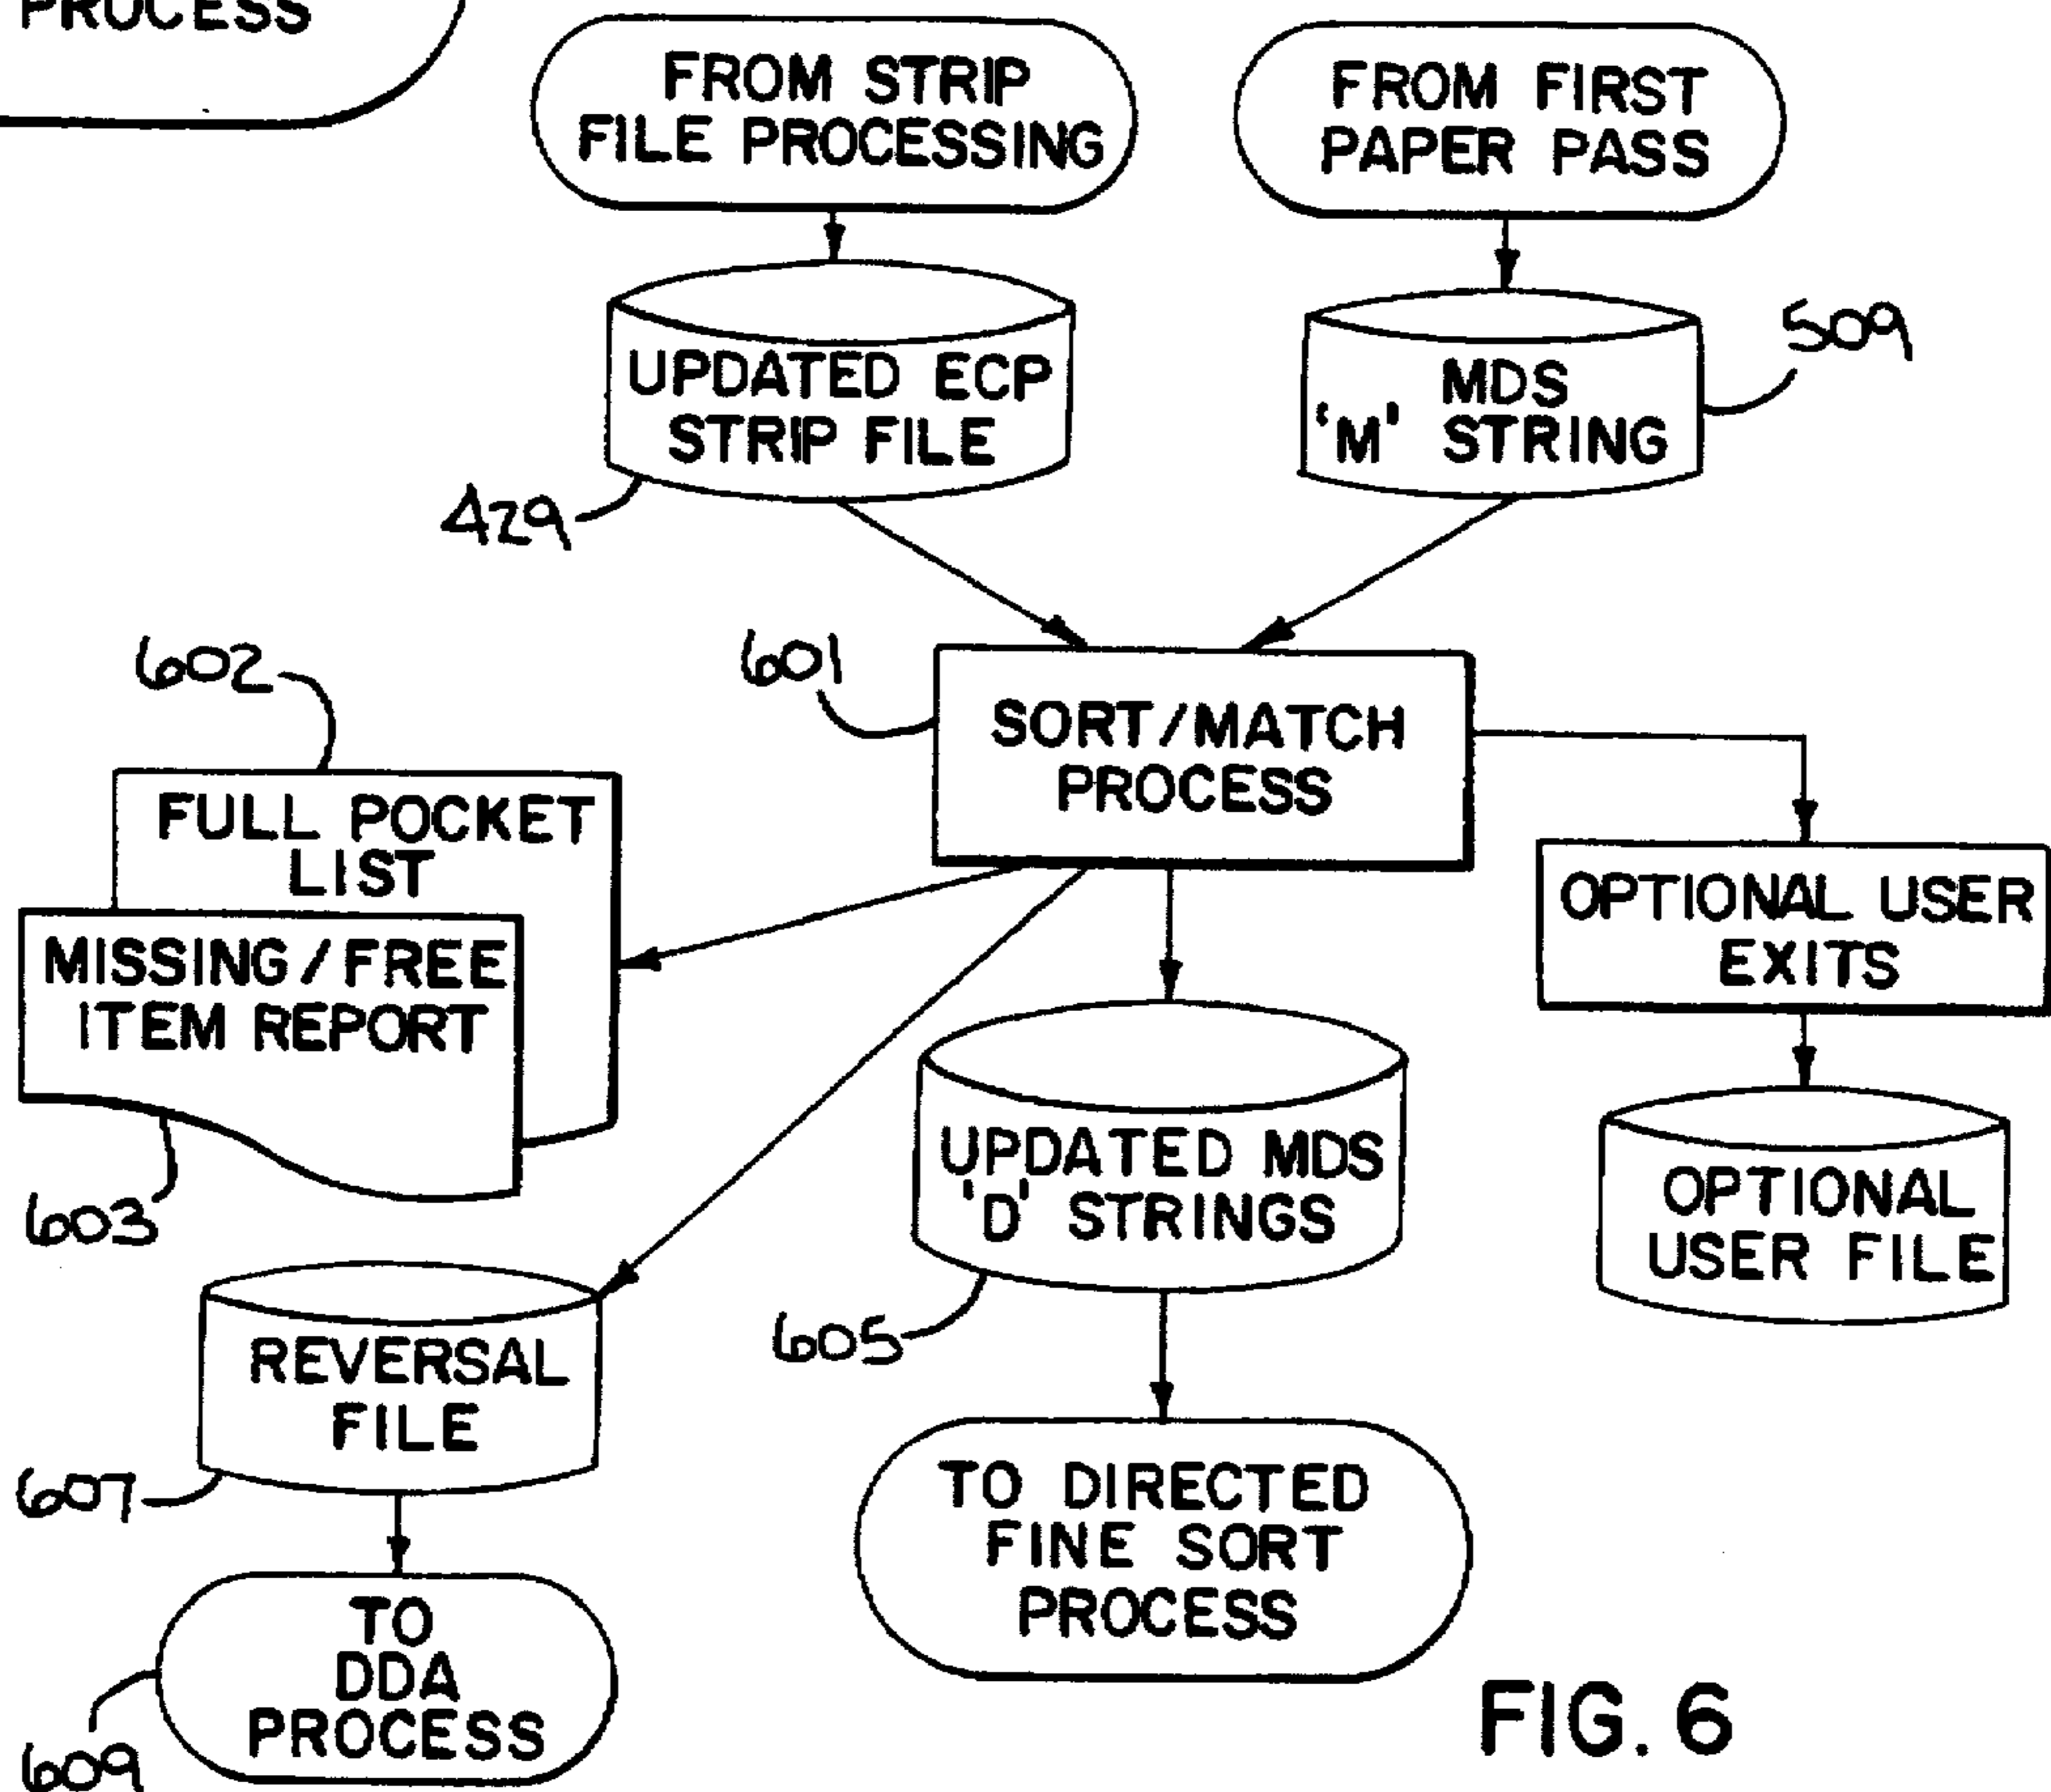 PROCESS
FROM STRIP
FILE PROCESSING
FROM FIRST
PAPER PASS
UPDATED ECP
STRIP FILE
429
MDS
'M' STRING
509
601
SORT/MATCH
PROCESS
602
FULL POCKET
LIST
MISSING/FREE
ITEM REPORT
603
OPTIONAL USER
EXITS
UPDATED MDS
'D' STRINGS
605
OPTIONAL
USER FILE
REVERSAL
FILE
607
TO DIRECTED
FINE SORT
PROCESS
TO
DDA
PROCESS
609
FIG. 6